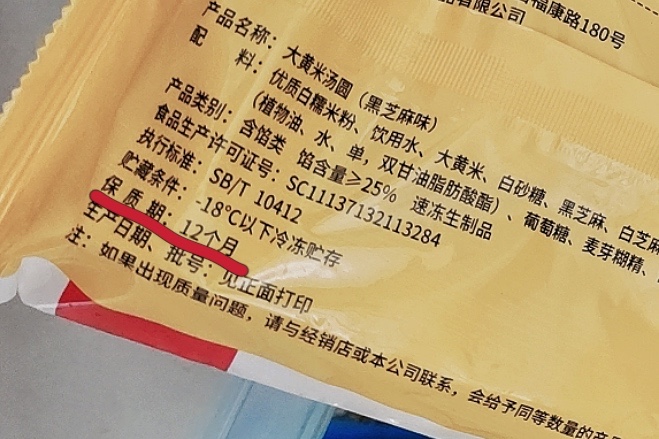 品有限公司
福康路180号
产品名称：大黄米汤圆（黑芝麻味）
配料：优质白糯米粉、饮用水、大黄米、白砂糖、黑芝麻、白芝麻
（植物油、水、单，双甘油脂肪酸酯）、葡萄糖、麦芽糊精、
产品类别：含馅类 馅含量≥25% 速冻生制品
食品生产许可证号：SC11137132113284
执行标准：SB/T 10412
贮藏条件：-18℃以下冷冻贮存
保质期：12个月
生产日期、批号：见正面打印
注：如果出现质量问题，请与经销店或本公司联系，会给予同等数量的产